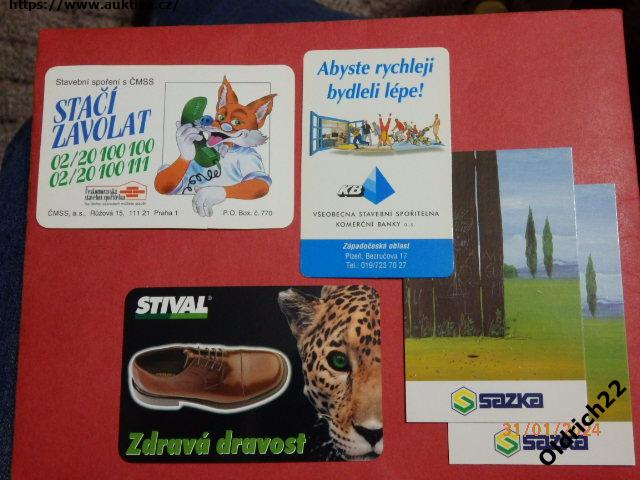 https://www.auktiva.cz/
Stavební spoření s ČMSS
STAČÍ
ZAVOLAT
02/20 100 100
02/20 100 111
Českomoravská
stavební spořitelna
ČMSS, a.s., Růžová 15, 111 21 Praha 1
P.O. Box. č. 770
Abyste rychleji
bydleli lépe!
KB
VŠEOBECNÁ STAVEBNÍ SPOŘITELNA
KOMERČNÍ BANKY a.s.
Západočeská oblast
Plzeň, Bezručova 17
Tel.: 019/723 70 27
STIVAL
Zdravá dravost
sazka
sazka
31/01/2024
Oldrich22